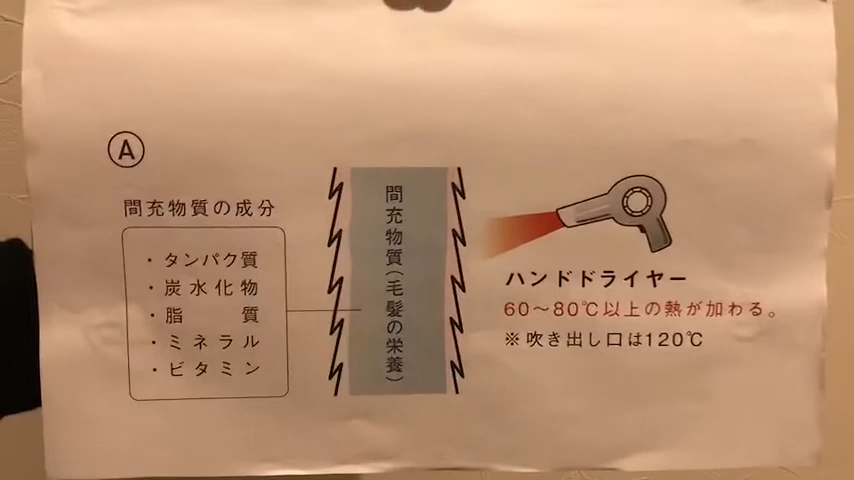 A
間充物質の成分
・タンパク質
・炭水化物
・脂 質
・ミネラル
・ビタミン
間充物質(毛髪の栄養)
ハンドドライヤー
60〜80℃以上の熱が加わる。
※吹き出し口は120℃